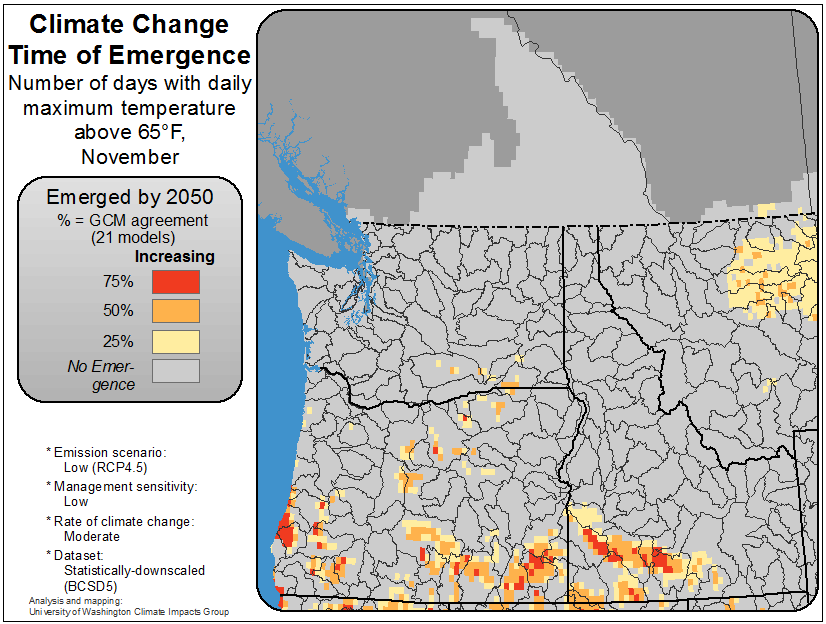 Climate Change
Time of Emergence
Number of days with daily
maximum temperature
above 65°F,
November
Emerged by 2050
% = GCM agreement
(21 models)
Increasing
75%
50%
25%
No Emer-
gence
* Emission scenario:
Low (RCP4.5)
* Management sensitivity:
Low
* Rate of climate change:
Moderate
* Dataset:
Statistically-downscaled
(BCSD5)
Analysis and mapping:
University of Washington Climate Impacts Group